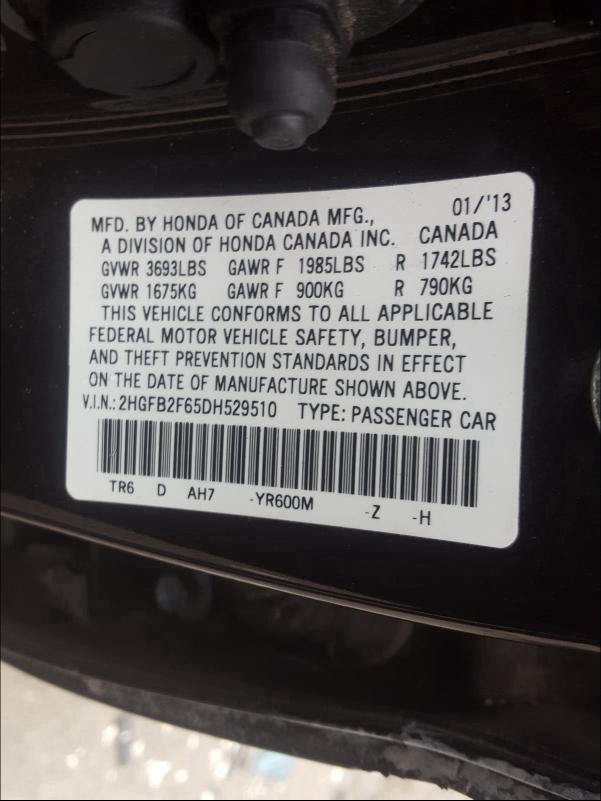 MFD. BY HONDA OF CANADA MFG., 01/'13
A DIVISION OF HONDA CANADA INC. CANADA
GVWR 3693LBS GAWR F 1985LBS R 1742LBS
GVWR 1675KG GAWR F 900KG R 790KG
THIS VEHICLE CONFORMS TO ALL APPLICABLE
FEDERAL MOTOR VEHICLE SAFETY, BUMPER,
AND THEFT PREVENTION STANDARDS IN EFFECT
ON THE DATE OF MANUFACTURE SHOWN ABOVE.
V.I.N.: 2HGFB2F65DH529510 TYPE: PASSENGER CAR
TR6 D AH7 -YR600M -Z -H